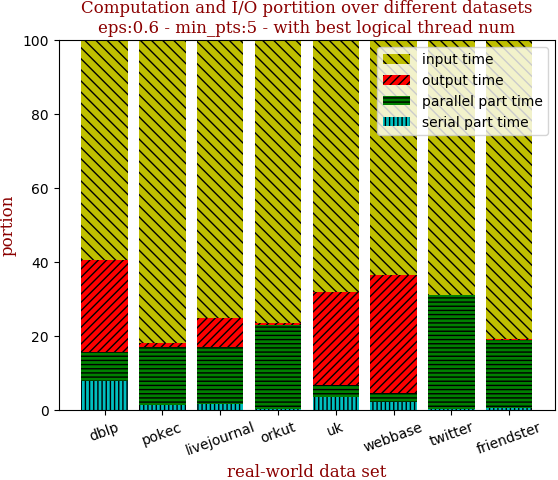 Computation and I/O portition over different datasets
eps:0.6 - min_pts:5 - with best logical thread num
100
80
60
40
20
0
portion
input time
output time
parallel part time
serial part time
dblp
pokec
livejournal
orkut
uk
webbase
twitter
friendster
real-world data set